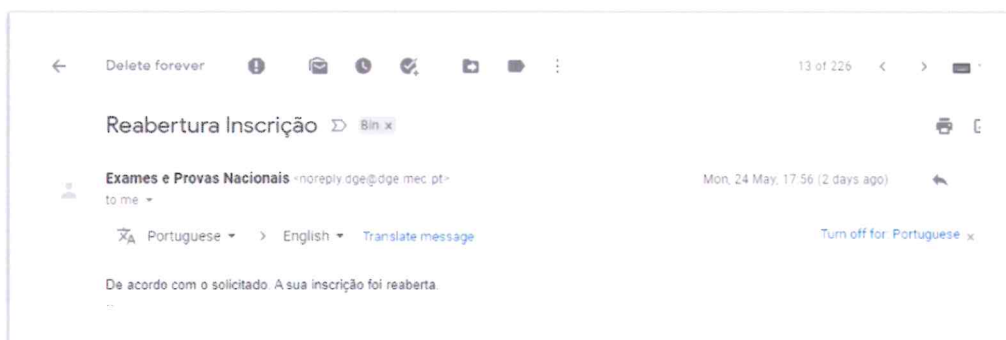 Delete forever
13 of 226
Reabertura Inscrição
Bin x
Exames e Provas Nacionais <noreply.dge@dge.mec.pt>
Mon, 24 May, 17:56 (2 days ago)
to me
Portuguese > English Translate message
Turn off for: Portuguese x
De acordo com o solicitado. A sua inscrição foi reaberta.